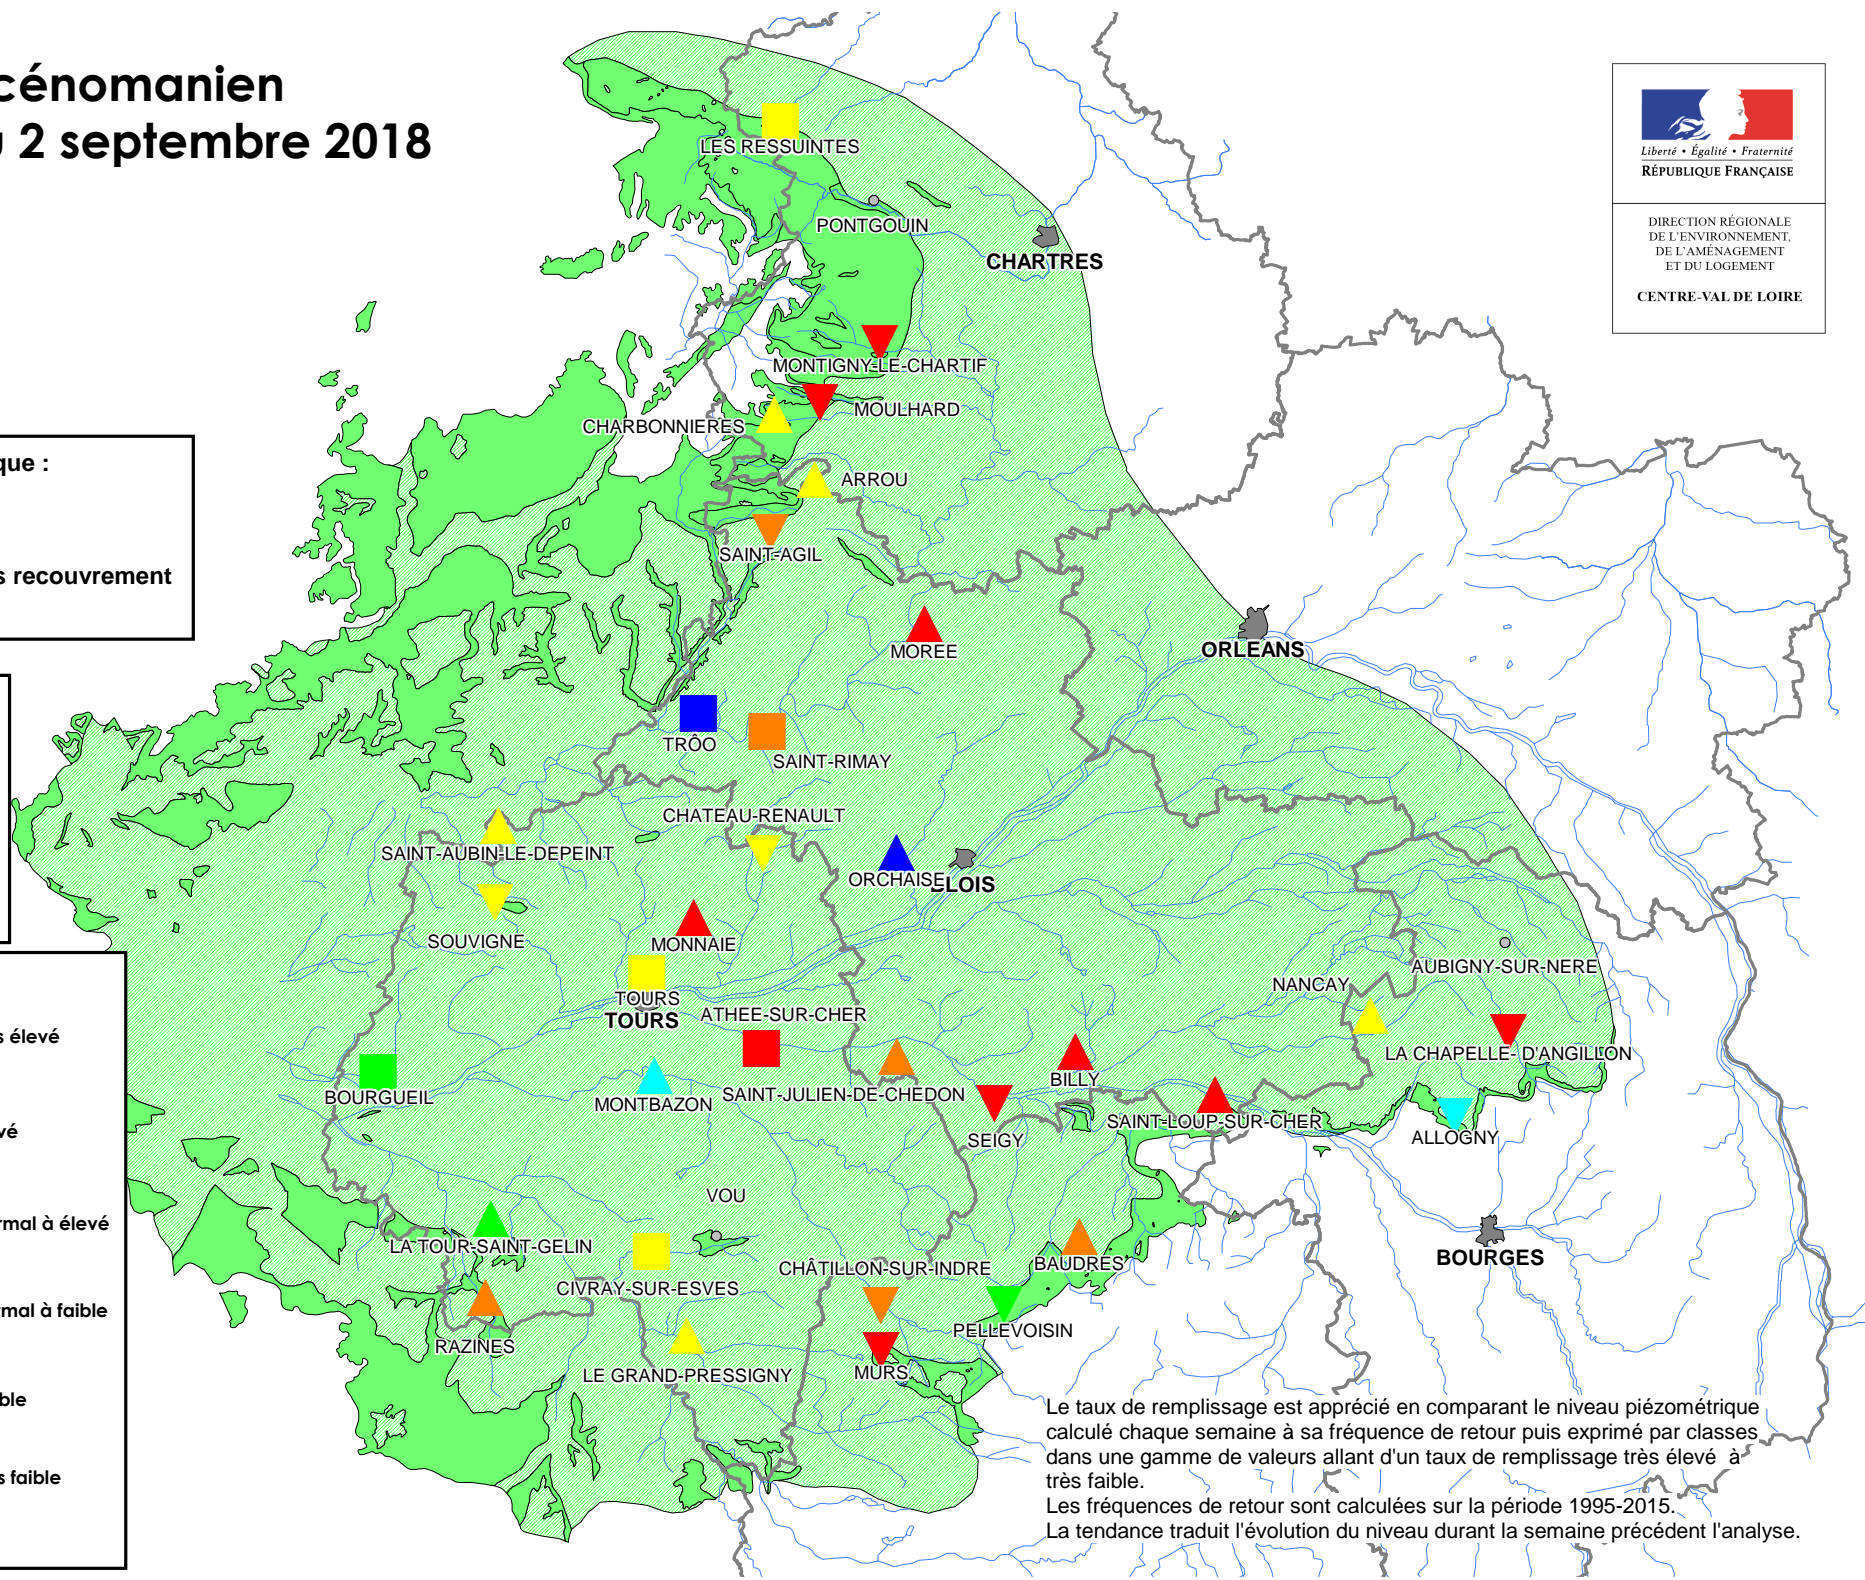 cénomanien
2 septembre 2018
Liberté • Égalité • Fraternité
RÉPUBLIQUE FRANÇAISE
DIRECTION RÉGIONALE
DE L'ENVIRONNEMENT,
DE L'AMÉNAGEMENT
ET DU LOGEMENT
CENTRE-VAL DE LOIRE
que :
s recouvrement
s élevé
vé
rmal à élevé
rmal à faible
ble
s faible
LES RESSUINTES
PONTGOUIN
CHARTRES
MONTIGNY-LE-CHARTIF
MOULHARD
CHARBONNIERES
ARROU
SAINT-AGIL
MOREE
ORLEANS
TRÔO
SAINT-RIMAY
CHATEAU-RENAULT
SAINT-AUBIN-LE-DEPEINT
ORCHAISE
BLOIS
SOUVIGNE
MONNAIE
TOURS
TOURS
ATHEE-SUR-CHER
NANCAY
AUBIGNY-SUR-NERE
LA CHAPELLE- D'ANGILLON
BOURGUEIL
MONTBAZON
SAINT-JULIEN-DE-CHEDON
BILLY
SEIGY
SAINT-LOUP-SUR-CHER
ALLOGNY
VOU
LA TOUR-SAINT-GELIN
CIVRAY-SUR-ESVES
CHÂTILLON-SUR-INDRE
BAUDRES
BOURGES
RAZINES
PELLEVOISIN
LE GRAND-PRESSIGNY
MURS
Le taux de remplissage est apprécié en comparant le niveau piézométrique
calculé chaque semaine à sa fréquence de retour puis exprimé par classes
dans une gamme de valeurs allant d'un taux de remplissage très élevé à
très faible.
Les fréquences de retour sont calculées sur la période 1995-2015.
La tendance traduit l'évolution du niveau durant la semaine précédent l'analyse.